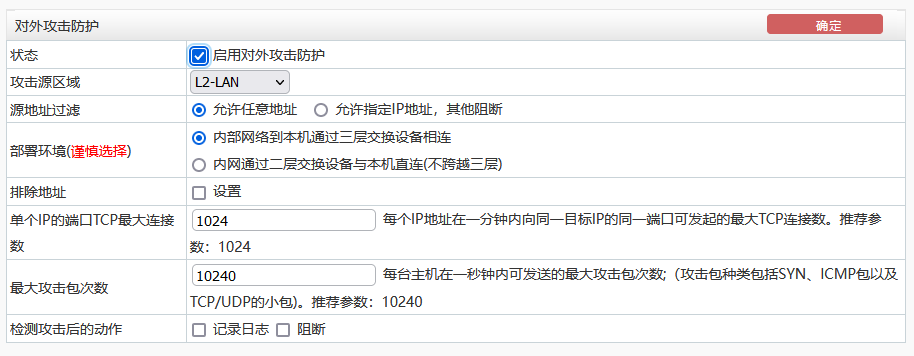 对外攻击防护
确定
状态
启用对外攻击防护
攻击源区域
L2-LAN
源地址过滤
允许任意地址 允许指定IP地址，其他阻断
部署环境(谨慎选择)
内部网络到本机通过三层交换设备相连
内网通过二层交换设备与本机直连(不跨越三层)
排除地址
设置
单个IP的端口TCP最大连接
数
1024 每个IP地址在一分钟内向同一目标IP的同一端口可发起的最大TCP连接数。推荐参
数：1024
最大攻击包次数
10240 每台主机在一秒钟内可发送的最大攻击包次数;（攻击包种类包括SYN、ICMP包以及
TCP/UDP的小包)。推荐参数：10240
检测攻击后的动作
记录日志 阻断